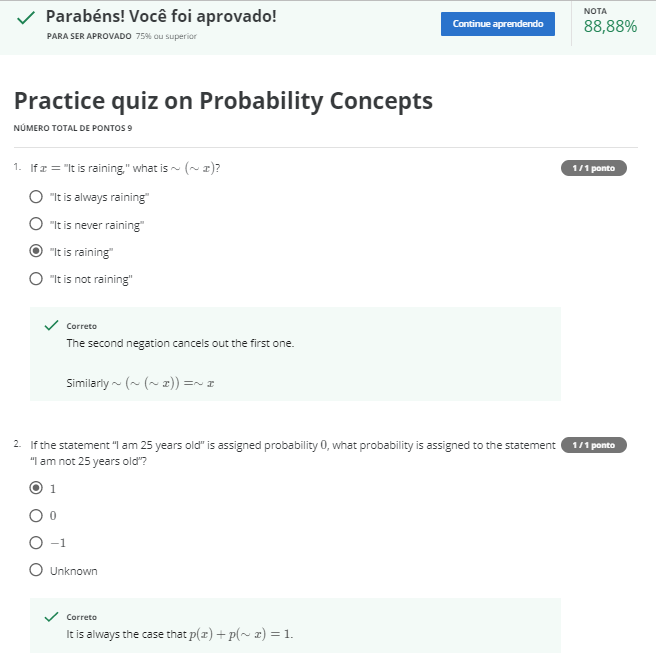 Parabéns! Você foi aprovado!
PARA SER APROVADO 75% ou superior
Continue aprendendo
NOTA
88,88%
Practice quiz on Probability Concepts
NÚMERO TOTAL DE PONTOS 9
1. If x = "It is raining," what is ∼ (∼ x)?
1 / 1 ponto
"It is always raining"
"It is never raining"
"It is raining"
"It is not raining"
Correto
The second negation cancels out the first one.
Similarly ∼ (∼ (∼ x)) =∼ x
2. If the statement “I am 25 years old” is assigned probability 0, what probability is assigned to the statement
“I am not 25 years old”?
1 / 1 ponto
1
0
−1
Unknown
Correto
It is always the case that p(x) + p(∼ x) = 1.